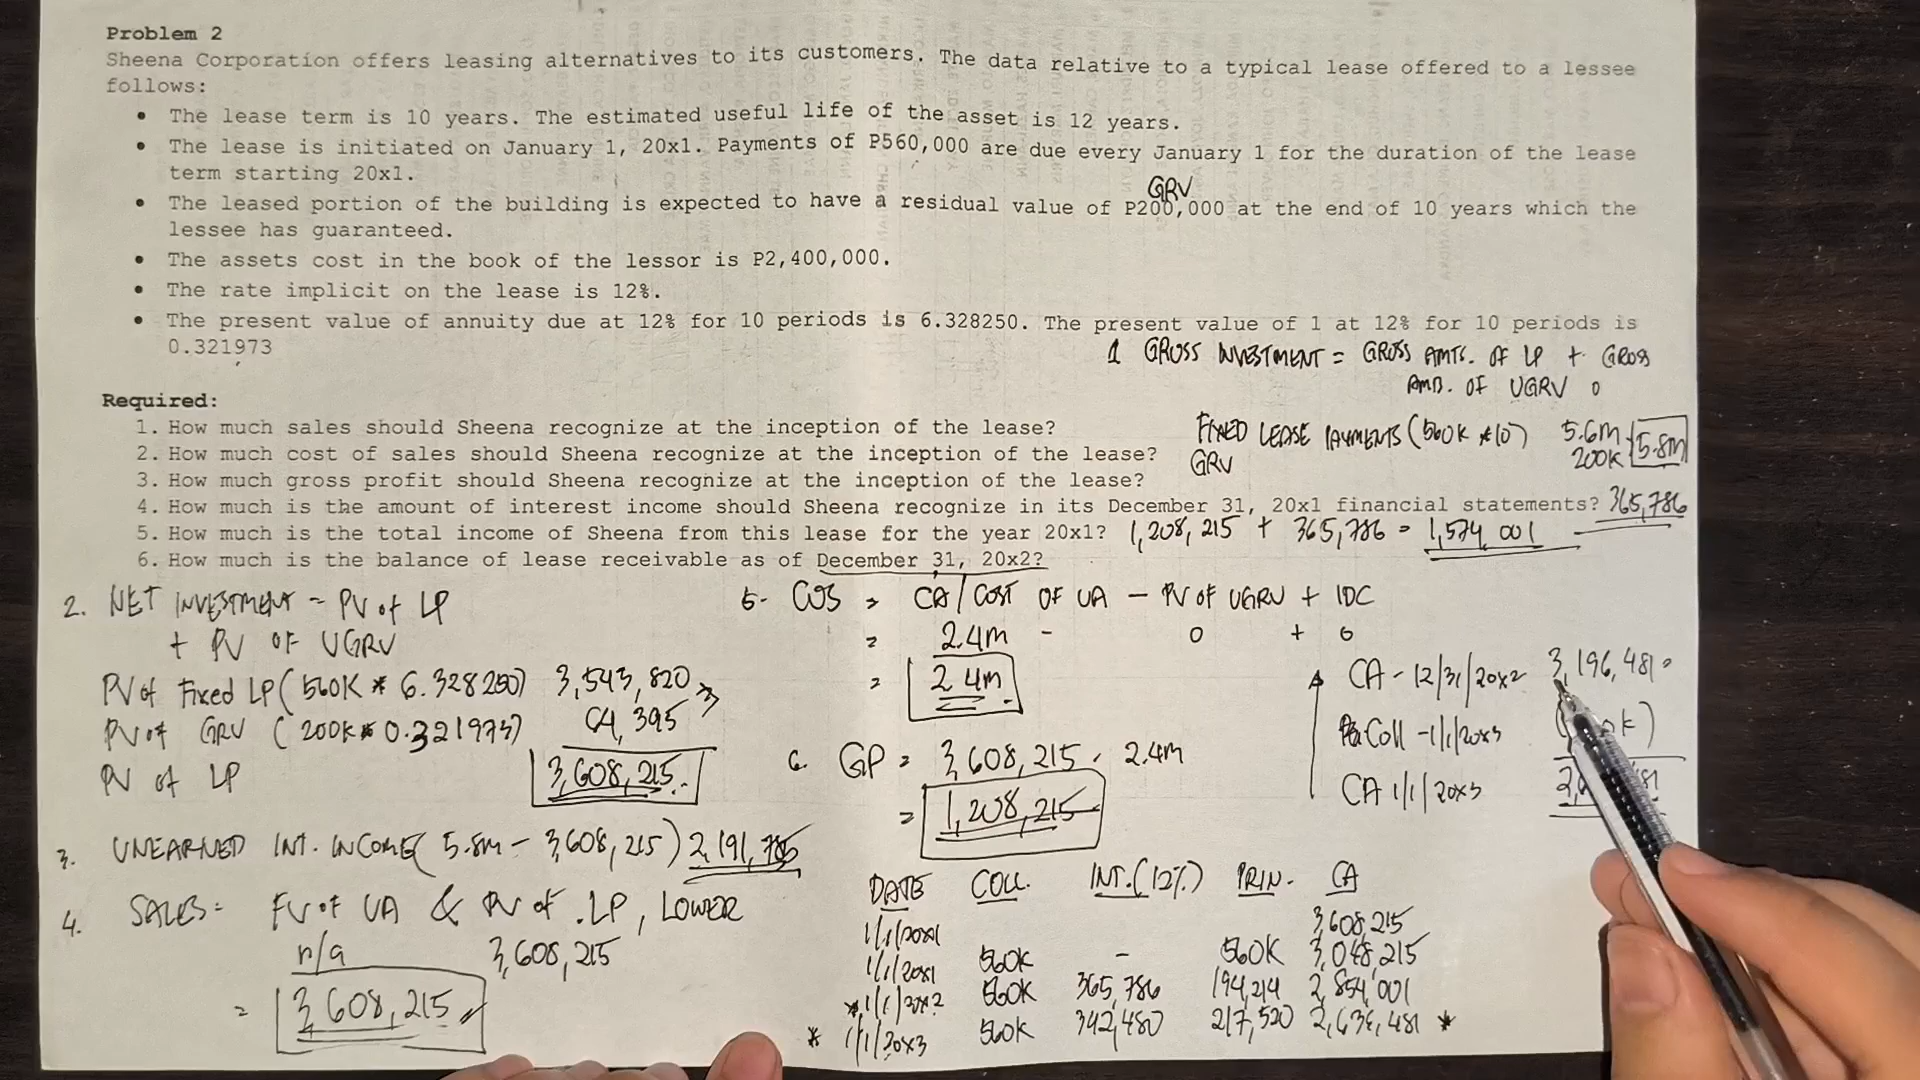 Problem 2
Sheena Corporation offers leasing alternatives to its customers. The data relative to a typical lease offered to a lessee
follows:
• The lease term is 10 years. The estimated useful life of the asset is 12 years.
• The lease is initiated on January 1, 20x1. Payments of P560,000 are due every January 1 for the duration of the lease
term starting 20x1.
GRV
• The leased portion of the building is expected to have a residual value of P200,000 at the end of 10 years which the
lessee has guaranteed.
• The assets cost in the book of the lessor is P2,400,000.
• The rate implicit on the lease is 12%.
• The present value of annuity due at 12% for 10 periods is 6.328250. The present value of 1 at 12% for 10 periods is
0.321973
1 GROSS INVESTMENT = GROSS AMTS. OF LP + GROSS
AMT. OF UGRV 0
Required:
1. How much sales should Sheena recognize at the inception of the lease?
2. How much cost of sales should Sheena recognize at the inception of the lease?
3. How much gross profit should Sheena recognize at the inception of the lease?
FIXED LEASE PAYMENTS (560K * 10) 5.6M
GRV 200K 5.8M
4. How much is the amount of interest income should Sheena recognize in its December 31, 20x1 financial statements? 365,786
5. How much is the total income of Sheena from this lease for the year 20x1? 1,208,215 + 365,786 = 1,574,001
6. How much is the balance of lease receivable as of December 31, 20x2?
2. NET INVESTMENT = PV of LP
+ PV OF UGRV
PV of Fixed LP (560K * 6.328250) 3,543,820
PV of GRV (200K * 0.321973) 64,395
PV of LP 3,608,215
3. UNEARNED INT. INCOME (5.8M - 3,608,215) 2,191,785
4. SALES = FV of UA & PV of LP, LOWER
n/a 3,608,215
= 3,608,215
5. COS = CA/COST OF UA - PV OF UGRV + IDC
= 2.4M - 0 + 0
= 2.4M
6. GP = 3,608,215 - 2.4M
= 1,208,215
CA - 12/31/20x2 3,196,481
Coll - 1/1/20x3
CA 1/1/20x3
DATE COLL. INT. (12%) PRIN. CA
1/1/20x1 3,608,215
1/1/20x1 560K - 560K 3,048,215
* 1/1/20x2 560K 365,786 194,214 2,854,001
* 1/1/20x3 560K 342,480 217,520 2,636,481 *